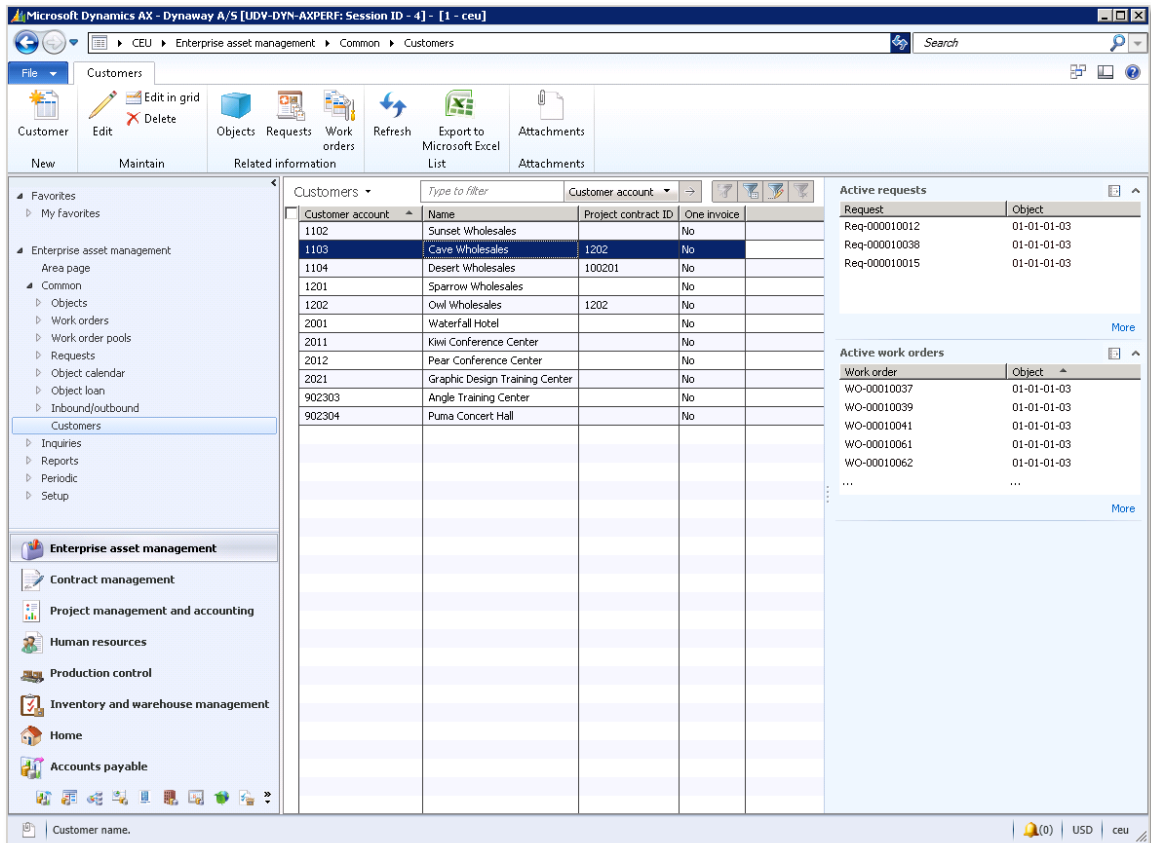 Microsoft Dynamics AX - Dynaway A/S [UDV-DYN-AXPERF: Session ID - 4] - [1 - ceu]
CEU Enterprise asset management Common Customers
Search
File
Customers
Customer
Edit
Edit in grid
Delete
Objects
Requests
Work orders
Refresh
Export to Microsoft Excel
Attachments
New
Maintain
Related information
List
Attachments
Favorites
My favorites
Enterprise asset management
Area page
Common
Objects
Work orders
Work order pools
Requests
Object calendar
Object loan
Inbound/outbound
Customers
Inquiries
Reports
Periodic
Setup
Enterprise asset management
Contract management
Project management and accounting
Human resources
Production control
Inventory and warehouse management
Home
Accounts payable
Customers
Type to filter
Customer account
Customer account Name Project contract ID One invoice
1102 Sunset Wholesales No
1103 Cave Wholesales 1202 No
1104 Desert Wholesales 100201 No
1201 Sparrow Wholesales No
1202 Owl Wholesales 1202 No
2001 Waterfall Hotel No
2011 Kiwi Conference Center No
2012 Pear Conference Center No
2021 Graphic Design Training Center No
902303 Angle Training Center No
902304 Puma Concert Hall No
Active requests
Request Object
Req-000010012 01-01-01-03
Req-000010038 01-01-01-03
Req-000010015 01-01-01-03
More
Active work orders
Work order Object
WO-00010037 01-01-01-03
WO-00010039 01-01-01-03
WO-00010041 01-01-01-03
WO-00010061 01-01-01-03
WO-00010062 01-01-01-03
... ...
More
Customer name.
(0) USD ceu